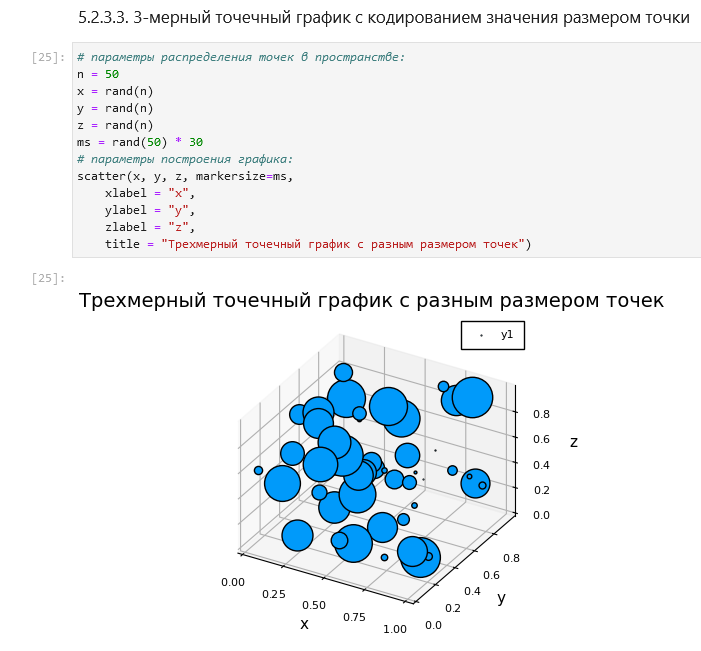 5.2.3.3. 3-мерный точечный график с кодированием значения размером точки
[25]:
# параметры распределения точек в пространстве:
n = 50
x = rand(n)
y = rand(n)
z = rand(n)
ms = rand(50) * 30
# параметры построения графика:
scatter(x, y, z, markersize=ms,
    xlabel = "x",
    ylabel = "y",
    zlabel = "z",
    title = "Трехмерный точечный график с разным размером точек")
[25]:
Трехмерный точечный график с разным размером точек
y1
0.8
0.6
0.4
0.2
0.0
z
0.8
0.6
0.4
0.2
0.0
y
0.00
0.25
0.50
0.75
1.00
x